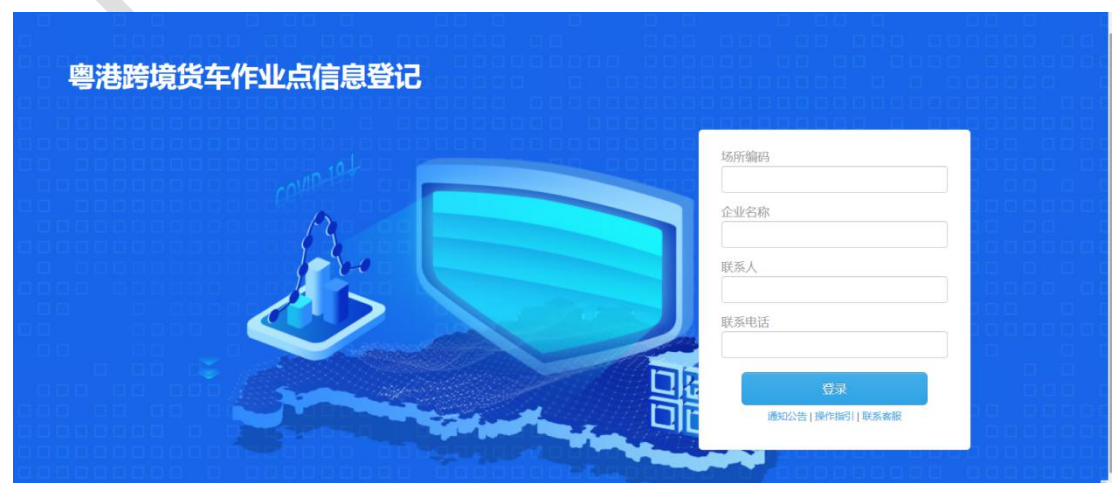 粤港跨境货车作业点信息登记
COVID-19
场所编码
企业名称
联系人
联系电话
登录
通知公告 | 操作指引 | 联系客服